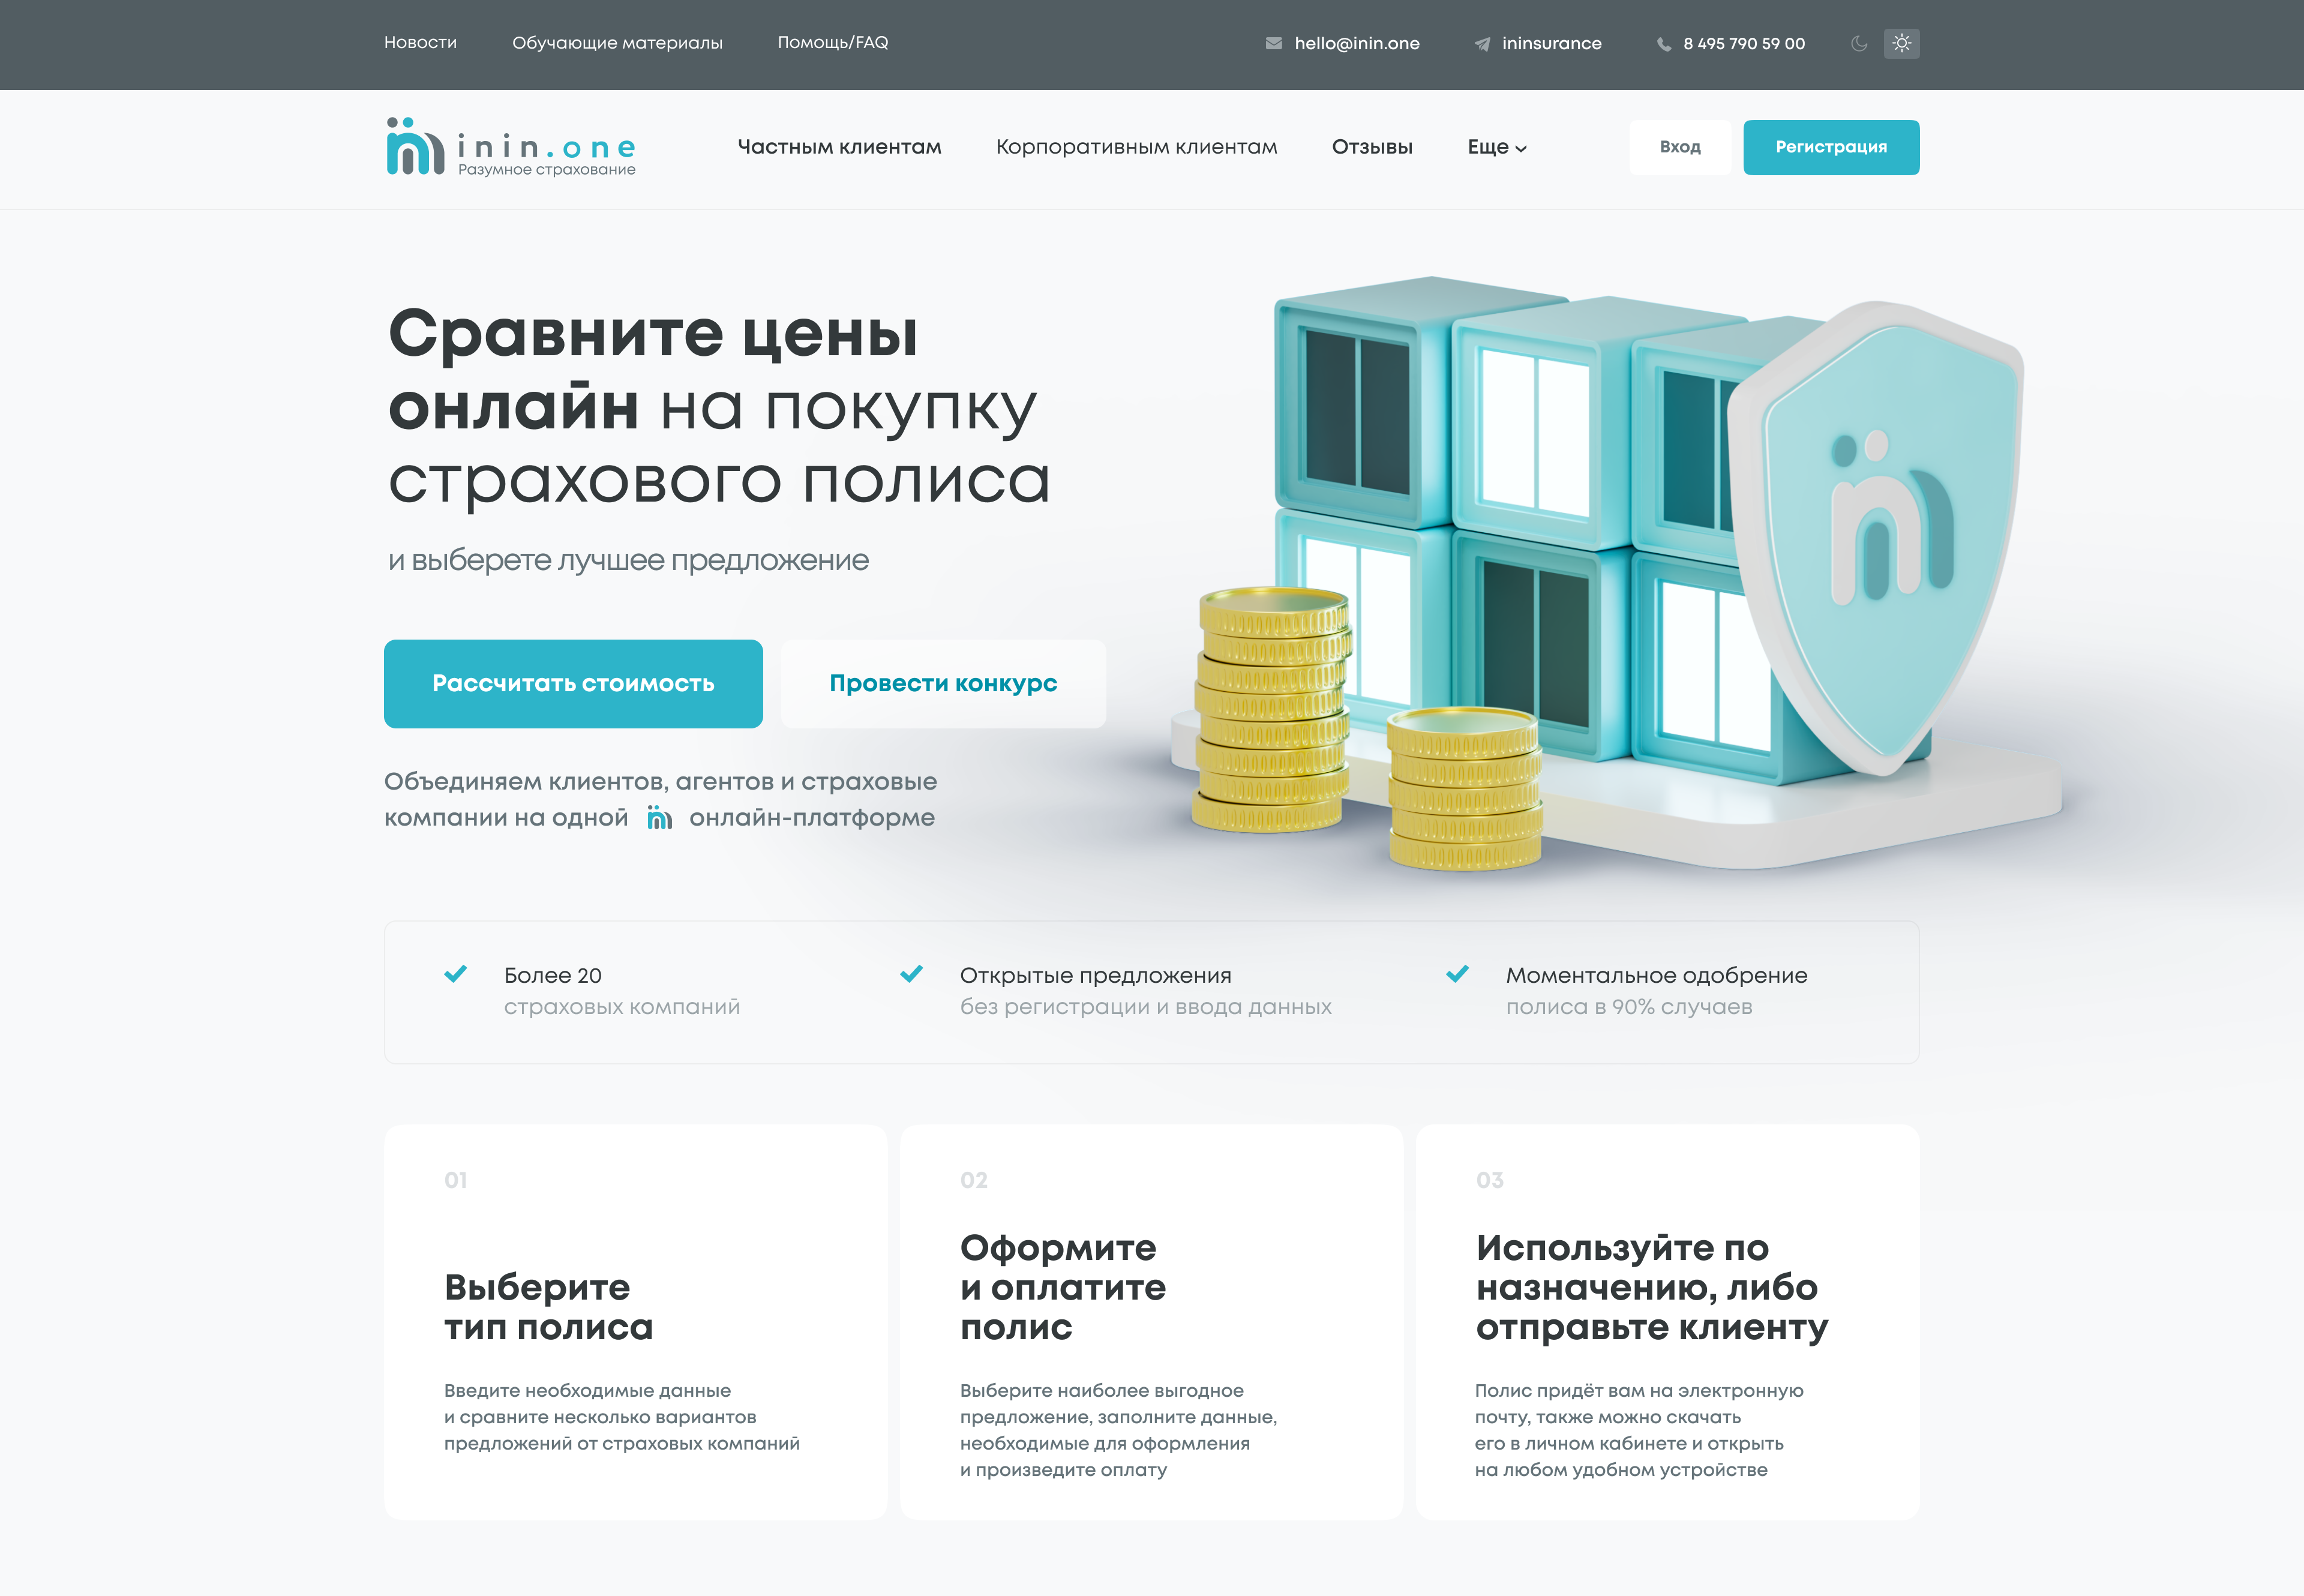 Новости Обучающие материалы Помощь/FAQ hello@inin.one ininsurance 8 495 790 59 00
inin.one
Разумное страхование
Частным клиентам Корпоративным клиентам Отзывы Еще Вход Регистрация
Сравните цены
онлайн на покупку
страхового полиса
и выберете лучшее предложение
Рассчитать стоимость Провести конкурс
Объединяем клиентов, агентов и страховые
компании на одной онлайн-платформе
Более 20
страховых компаний
Открытые предложения
без регистрации и ввода данных
Моментальное одобрение
полиса в 90% случаев
01
Выберите
тип полиса
Введите необходимые данные
и сравните несколько вариантов
предложений от страховых компаний
02
Оформите
и оплатите
полис
Выберите наиболее выгодное
предложение, заполните данные,
необходимые для оформления
и произведите оплату
03
Используйте по
назначению, либо
отправьте клиенту
Полис придёт вам на электронную
почту, также можно скачать
его в личном кабинете и открыть
на любом удобном устройстве